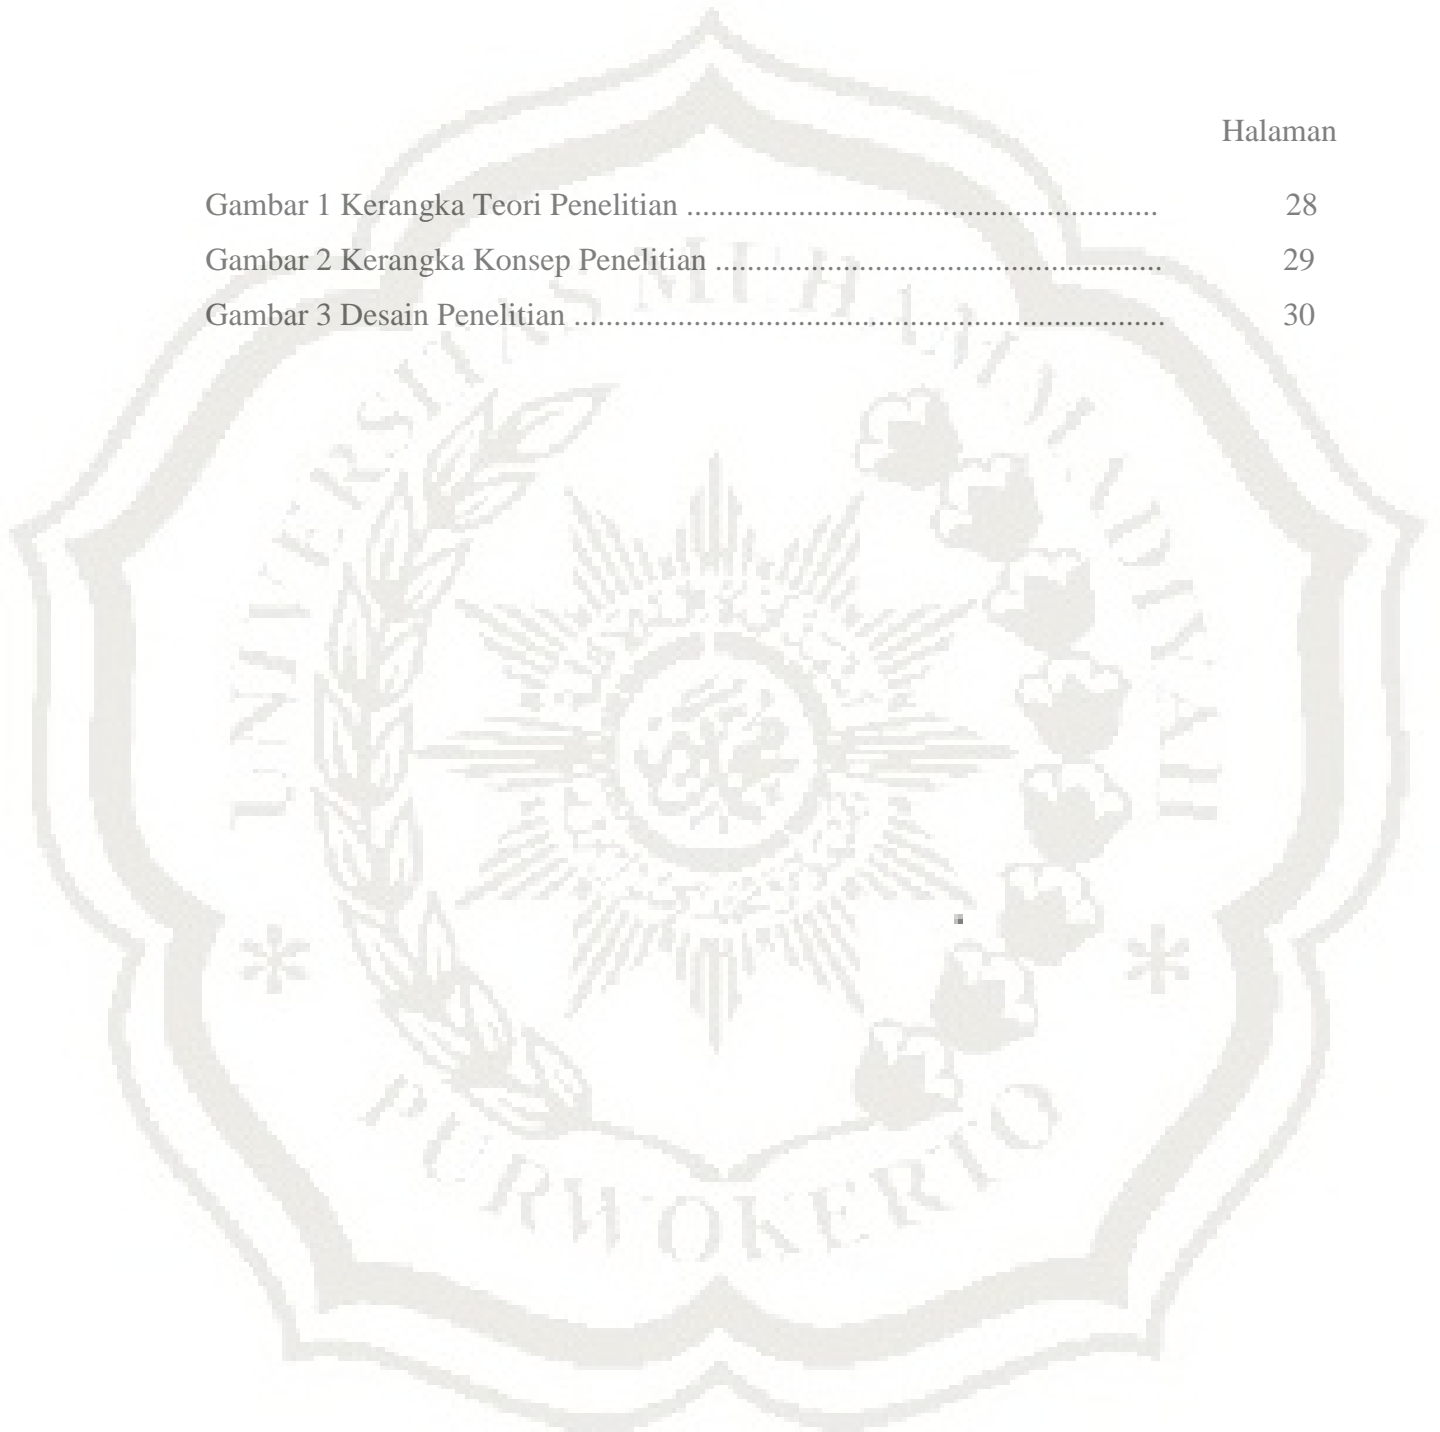 Halaman
Gambar 1 Kerangka Teori Penelitian .................................................. 28
Gambar 2 Kerangka Konsep Penelitian ............................................... 29
Gambar 3 Desain Penelitian ............................................................... 30
UNIVERSITAS MUHAMMADIYAH
PURWOKERTO